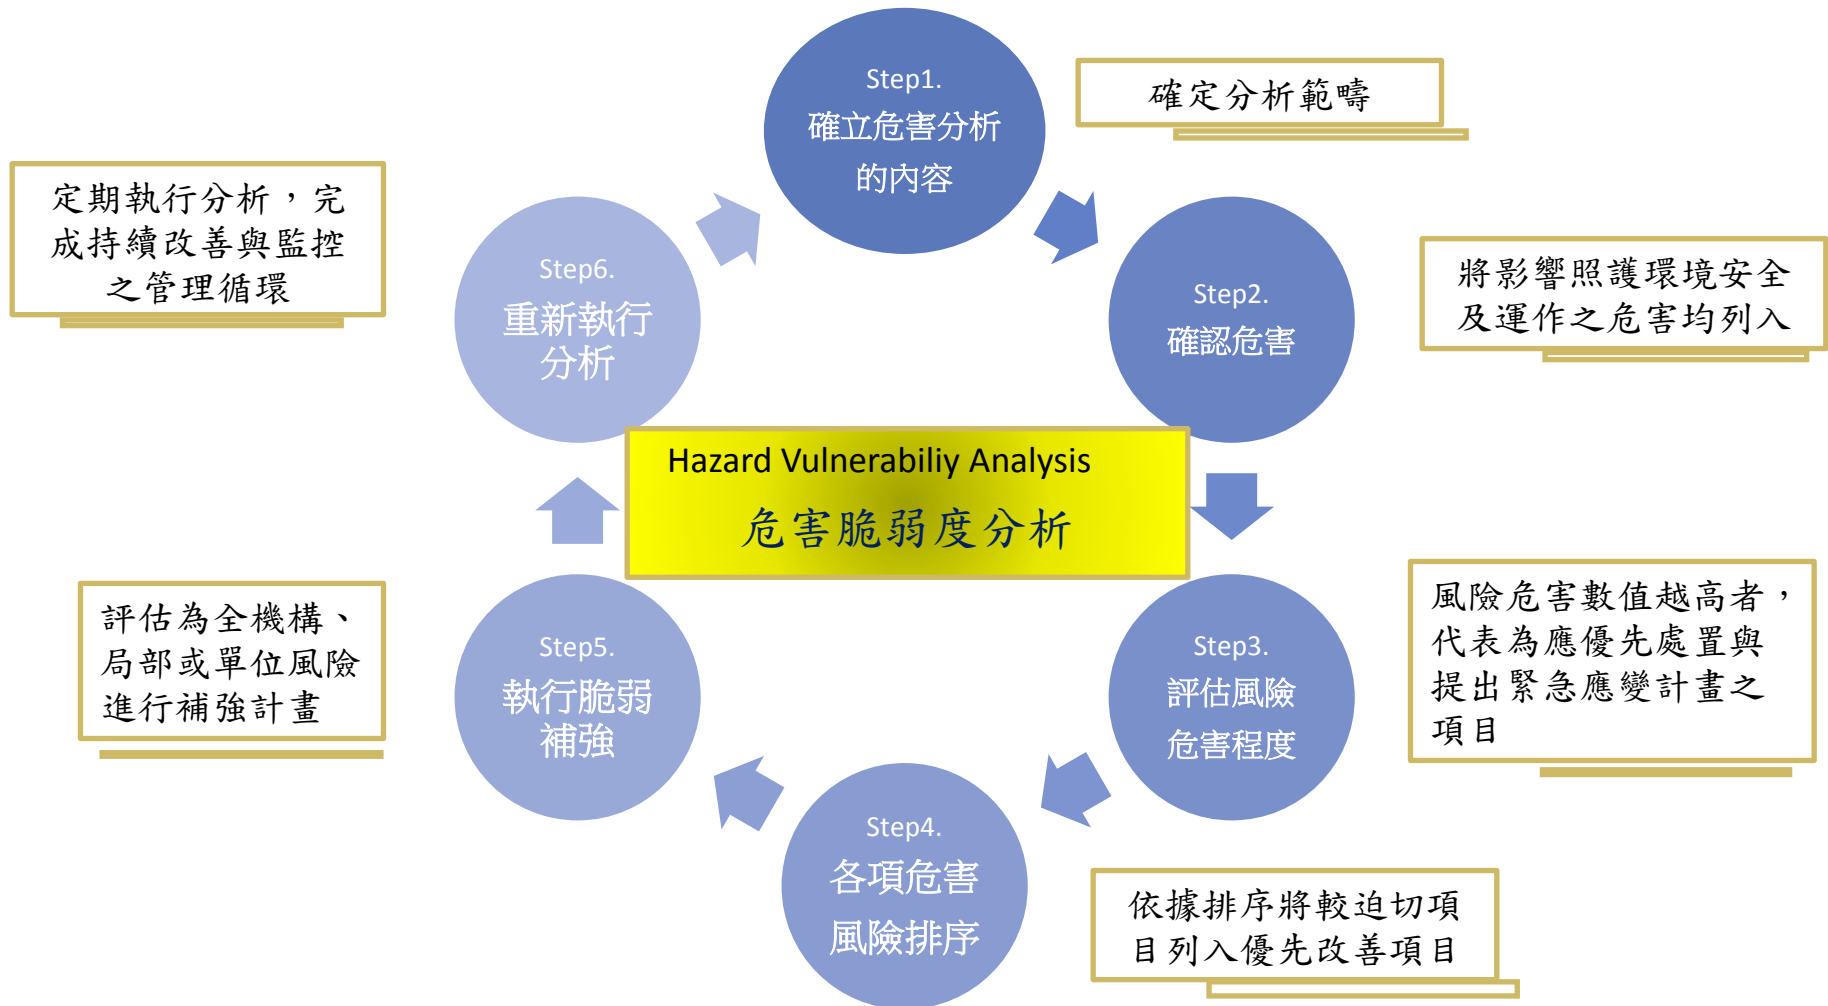 Step1.
確立危害分析
的內容
確定分析範疇
Step2.
確認危害
將影響照護環境安全
及運作之危害均列入
Step3.
評估風險
危害程度
風險危害數值越高者，
代表為應優先處置與
提出緊急應變計畫之
項目
Step4.
各項危害
風險排序
依據排序將較迫切項
目列入優先改善項目
Step5.
執行脆弱
補強
評估為全機構、
局部或單位風險
進行補強計畫
Step6.
重新執行
分析
定期執行分析，完
成持續改善與監控
之管理循環
Hazard Vulnerabiliy Analysis
危害脆弱度分析